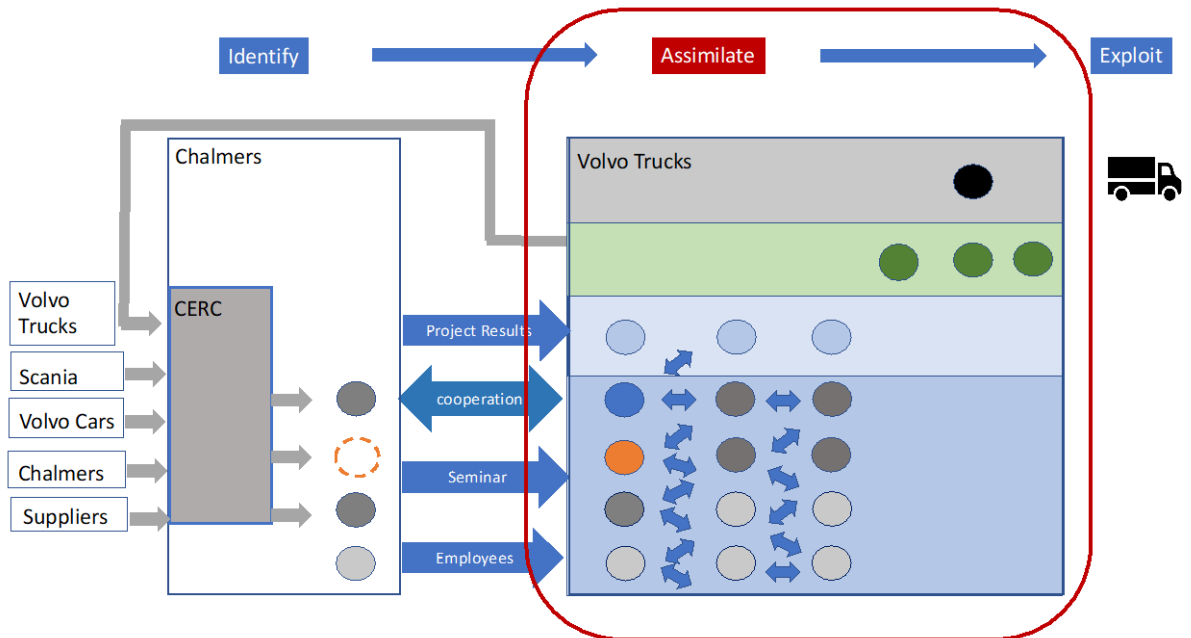 Identify
Assimilate
Exploit
Chalmers
Volvo Trucks
CERC
Volvo
Trucks
Scania
Volvo Cars
Chalmers
Suppliers
Project Results
cooperation
Seminar
Employees